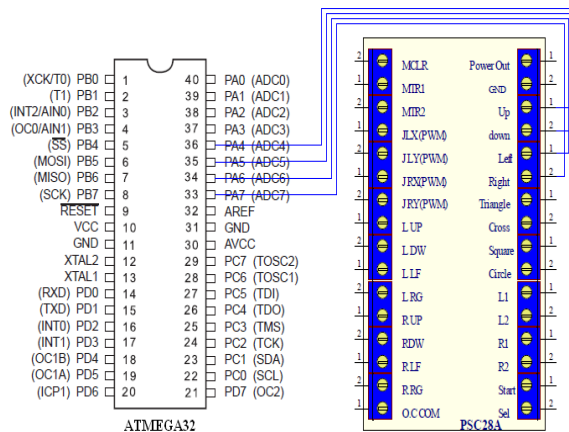 (XCK/T0) PB0 1 40 PA0 (ADC0)
(T1) PB1 2 39 PA1 (ADC1)
(INT2/AIN0) PB2 3 38 PA2 (ADC2)
(OC0/AIN1) PB3 4 37 PA3 (ADC3)
(SS) PB4 5 36 PA4 (ADC4)
(MOSI) PB5 6 35 PA5 (ADC5)
(MISO) PB6 7 34 PA6 (ADC6)
(SCK) PB7 8 33 PA7 (ADC7)
RESET 9 32 AREF
VCC 10 31 GND
GND 11 30 AVCC
XTAL2 12 29 PC7 (TOSC2)
XTAL1 13 28 PC6 (TOSC1)
(RXD) PD0 14 27 PC5 (TDI)
(TXD) PD1 15 26 PC4 (TDO)
(INT0) PD2 16 25 PC3 (TMS)
(INT1) PD3 17 24 PC2 (TCK)
(OC1B) PD4 18 23 PC1 (SDA)
(OC1A) PD5 19 22 PC0 (SCL)
(ICP1) PD6 20 21 PD7 (OC2)
ATMEGA32
2 MCLR Power Out 1
1 MTR1 GND 2
2 MTR2 Up 1
1 JLX(PWM) down 2
2 JLY(PWM) Left 1
1 JRX(PWM) Right 2
2 JRY(PWM) Triangle 1
1 L UP Cross 2
2 L DW Square 1
1 L LF Circle 2
2 L RG L1 1
1 R UP L2 2
2 RDW R1 1
1 R LF R2 2
2 R RG Start 1
1 O.C COM Sel 2
PSC28A